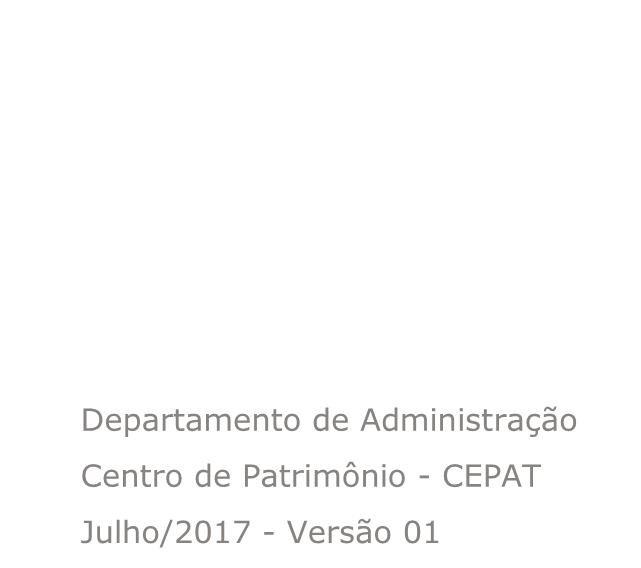 Departamento de Administração
Centro de Patrimônio - CEPAT
Julho/2017 - Versão 01